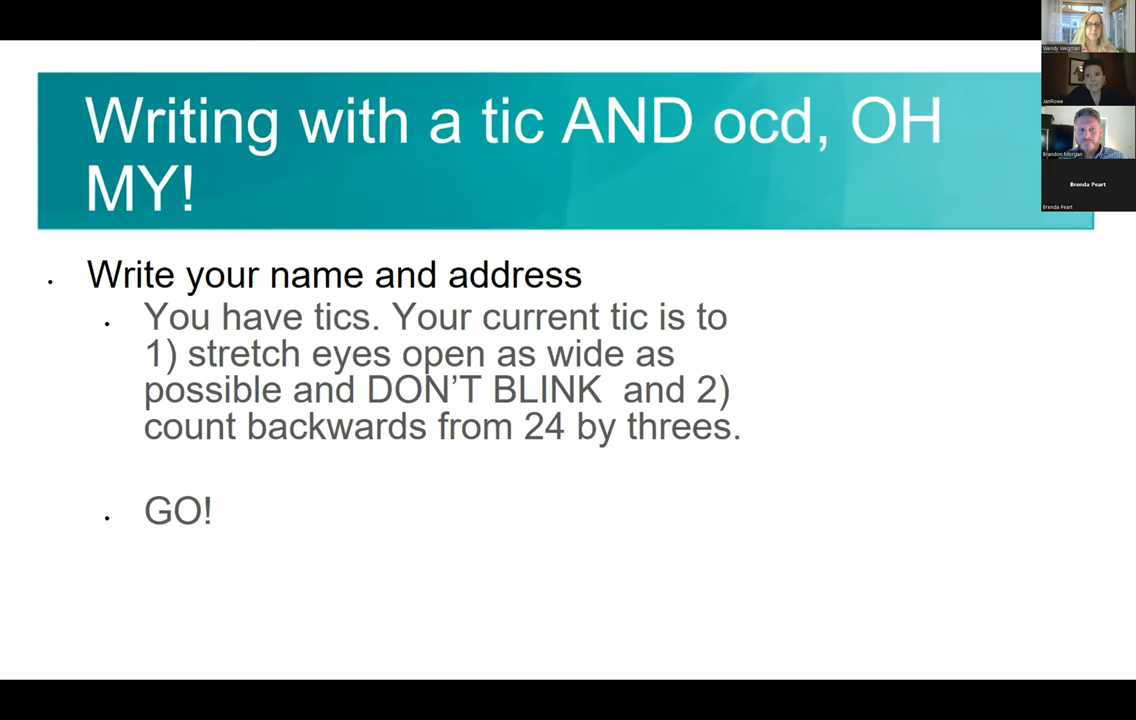 Writing with a tic AND ocd, OH
MY!
Write your name and address
You have tics. Your current tic is to
1) stretch eyes open as wide as
possible and DON’T BLINK and 2)
count backwards from 24 by threes.
GO!
Wendy Wegman
JanRowe
Brandon Morgan
Brenda Peart
Brenda Peart